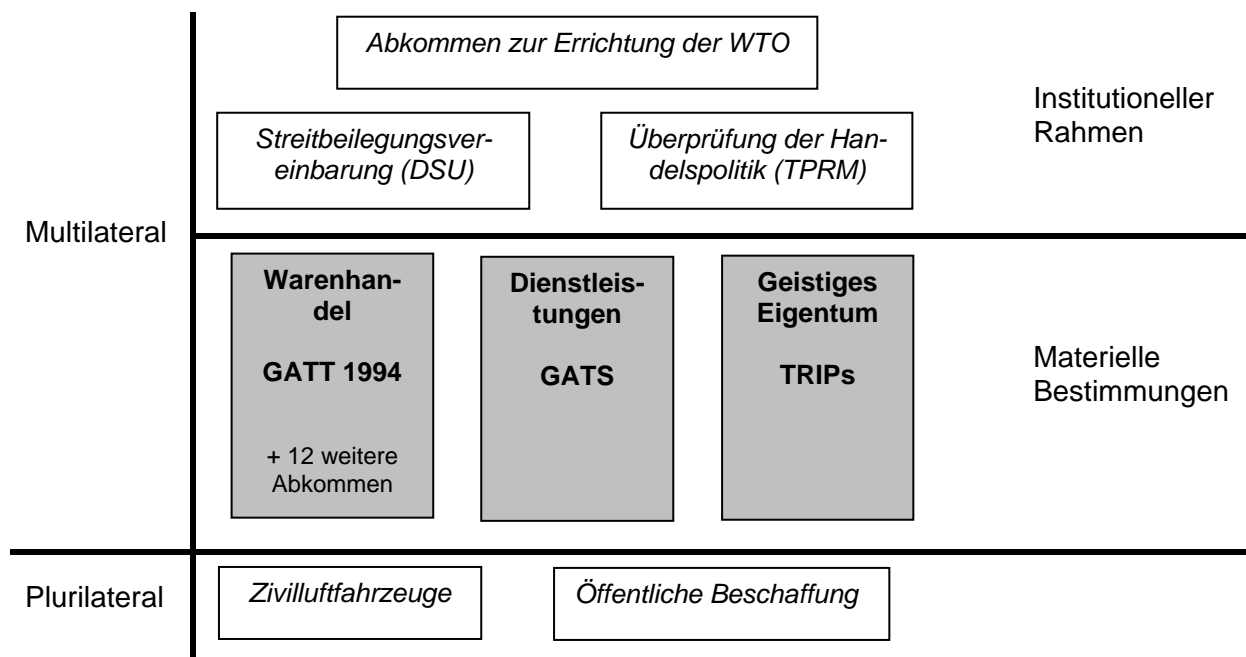 Abkommen zur Errichtung der WTO
Institutioneller
Rahmen
Streitbeilegungsver-
einbarung (DSU)
Überprüfung der Han-
delspolitik (TPRM)
Multilateral
Warenhan-
del
GATT 1994
+ 12 weitere
Abkommen
Dienstleis-
tungen
GATS
Geistiges
Eigentum
TRIPs
Materielle
Bestimmungen
Plurilateral
Zivilluftfahrzeuge
Öffentliche Beschaffung